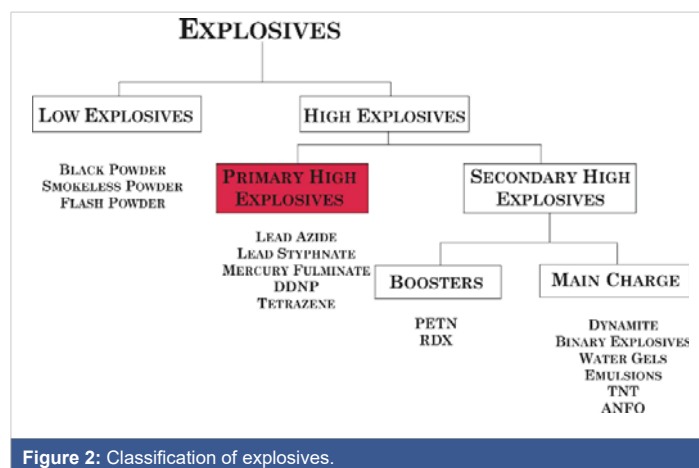 EXPLOSIVES
LOW EXPLOSIVES
HIGH EXPLOSIVES
BLACK POWDER
SMOKELESS POWDER
FLASH POWDER
PRIMARY HIGH
EXPLOSIVES
SECONDARY HIGH
EXPLOSIVES
LEAD AZIDE
LEAD STYPHNATE
MERCURY FULMINATE
DDNP
TETRAZENE
BOOSTERS
MAIN CHARGE
PETN
RDX
DYNAMITE
BINARY EXPLOSIVES
WATER GELS
EMULSIONS
TNT
ANFO
Figure 2: Classification of explosives.